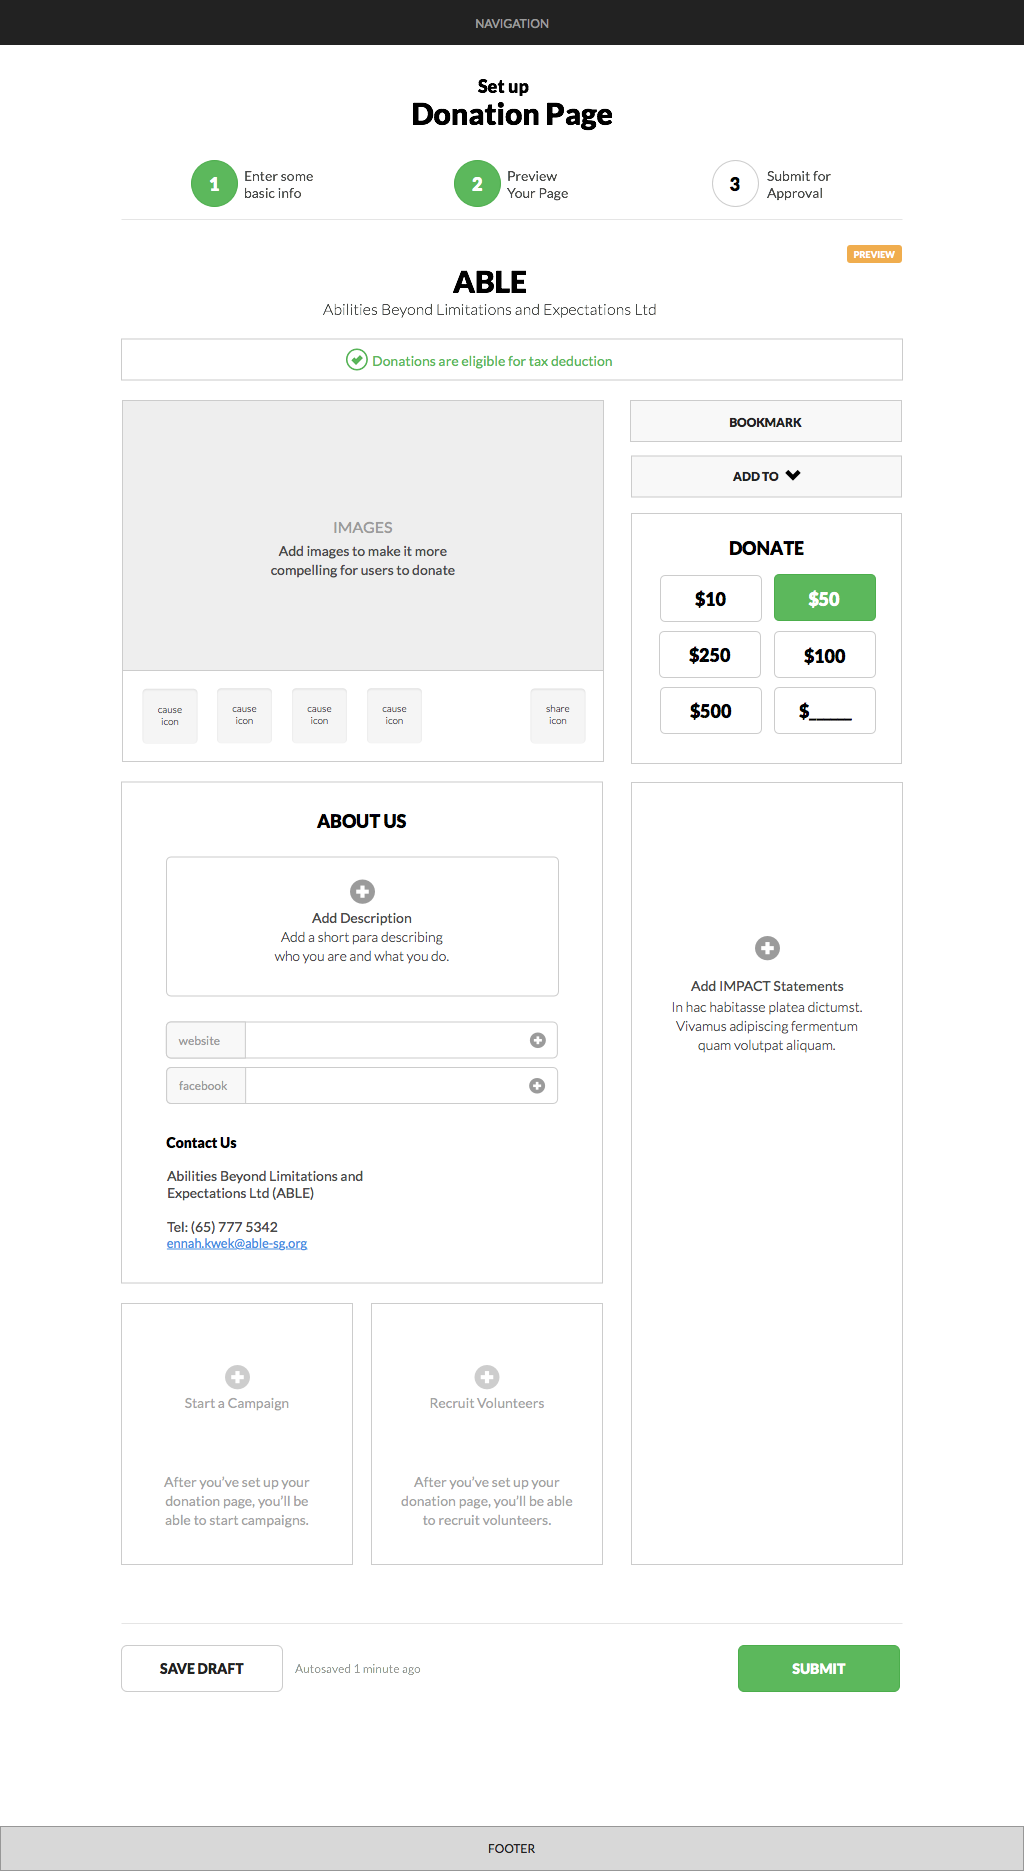 NAVIGATION
Set up
Donation Page
1
Enter some
basic info
2
Preview
Your Page
3
Submit for
Approval
PREVIEW
ABLE
Abilities Beyond Limitations and Expectations Ltd
Donations are eligible for tax deduction
IMAGES
Add images to make it more
compelling for users to donate
cause
icon
cause
icon
cause
icon
cause
icon
share
icon
BOOKMARK
ADD TO
DONATE
$10
$50
$250
$100
$500
$_____
ABOUT US
Add Description
Add a short para describing
who you are and what you do.
website
facebook
Contact Us
Abilities Beyond Limitations and
Expectations Ltd (ABLE)
Tel: (65) 777 5342
ennah.kwek@able-sg.org
Add IMPACT Statements
In hac habitasse platea dictumst.
Vivamus adipiscing fermentum
quam volutpat aliquam.
Start a Campaign
After you've set up your
donation page, you'll be
able to start campaigns.
Recruit Volunteers
After you've set up your
donation page, you'll be able
to recruit volunteers.
SAVE DRAFT
Autosaved 1 minute ago
SUBMIT
FOOTER